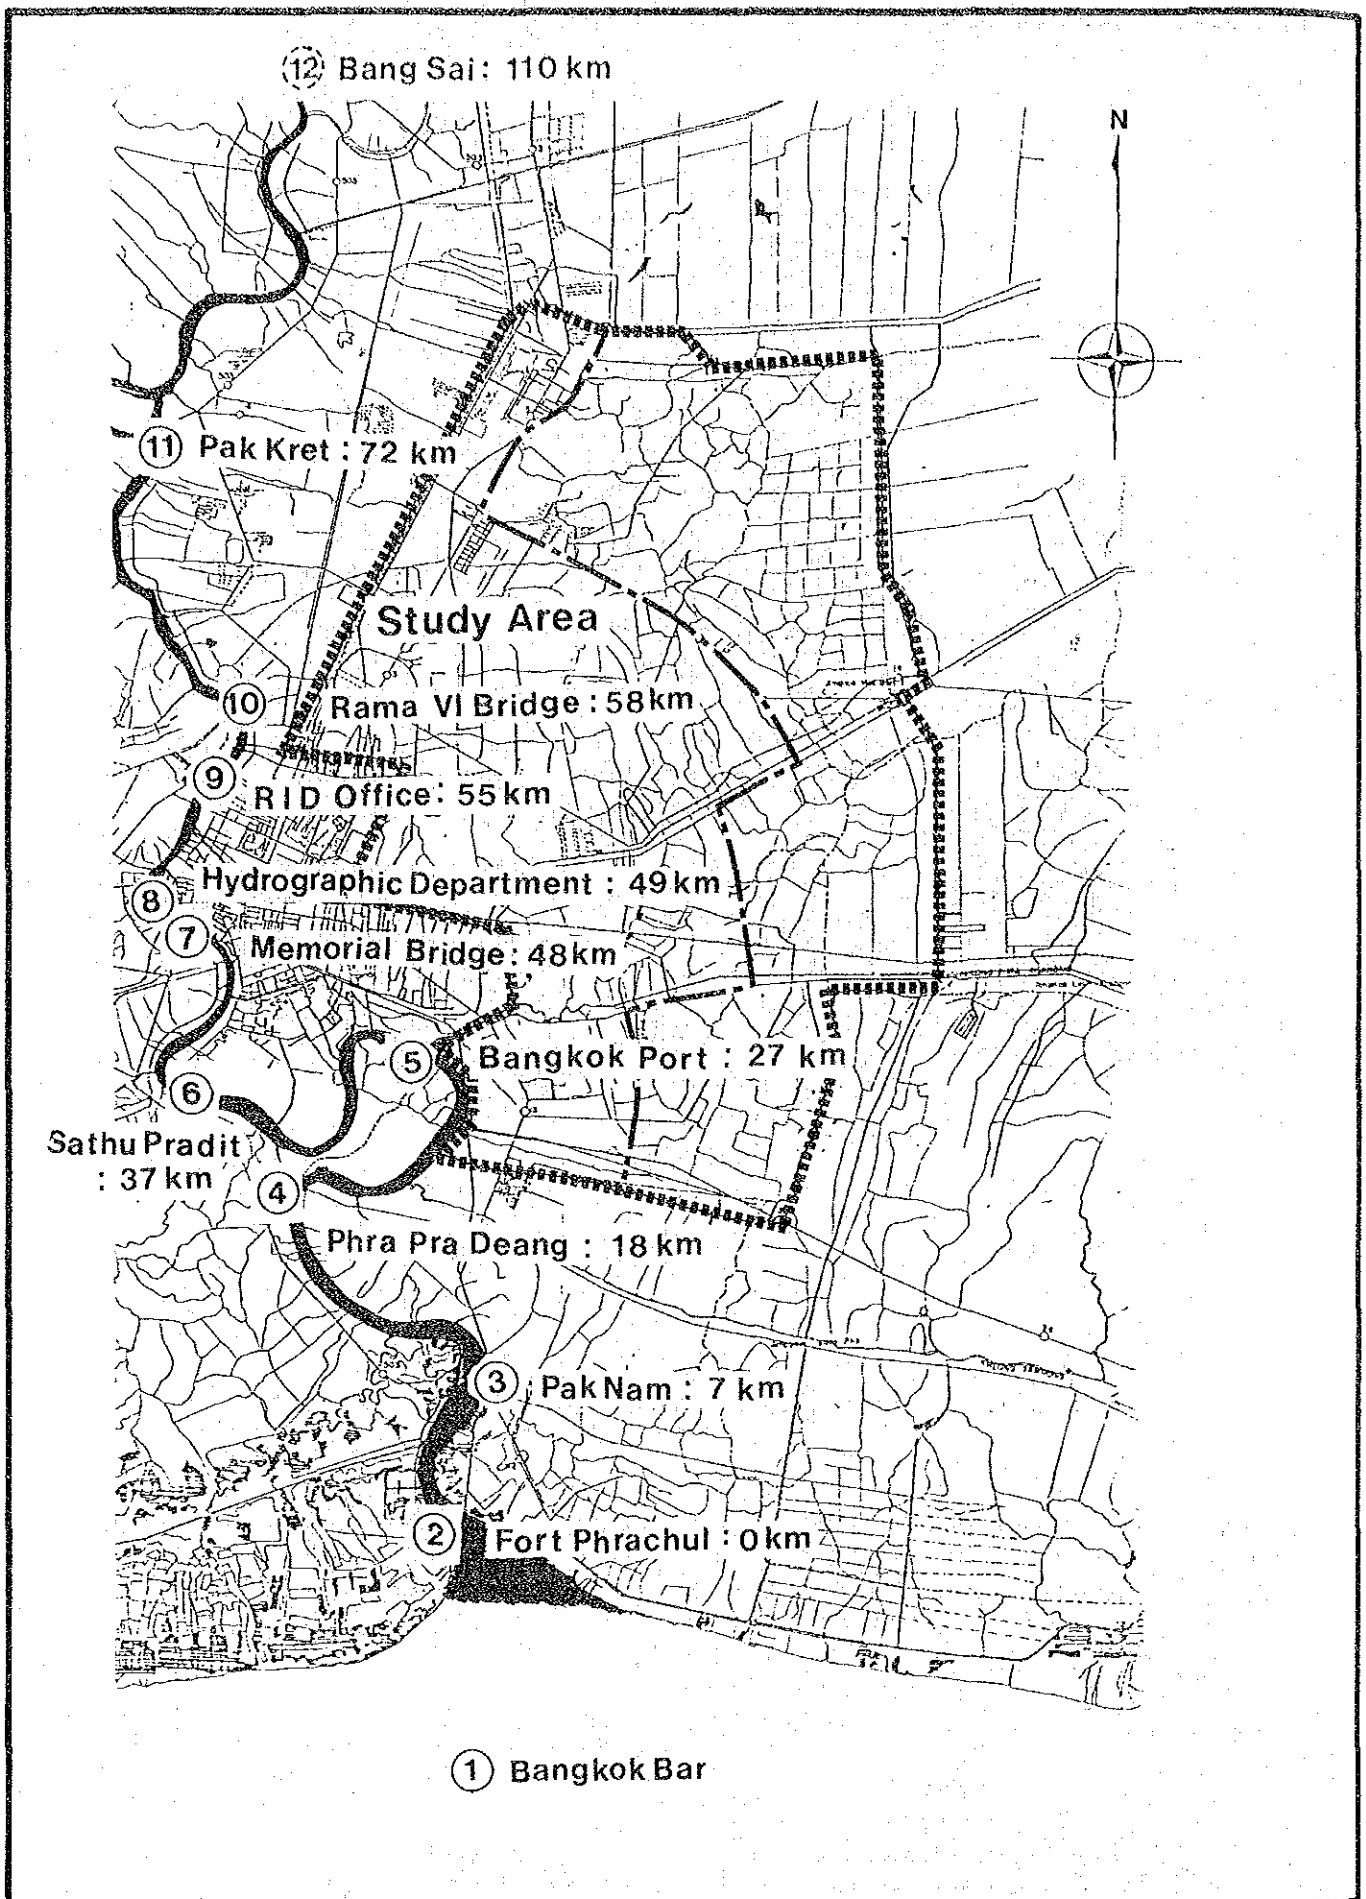 12 Bang Sai: 110 km
N
11 Pak Kret : 72 km
Study Area
10 Rama VI Bridge : 58 km
9 RID Office: 55 km
8 Hydrographic Department : 49 km
7 Memorial Bridge: 48 km
5 Bangkok Port : 27 km
6
Sathu Pradit
: 37 km
4
Phra Pra Deang : 18 km
3 Pak Nam : 7 km
2 Fort Phrachul : 0 km
1 Bangkok Bar